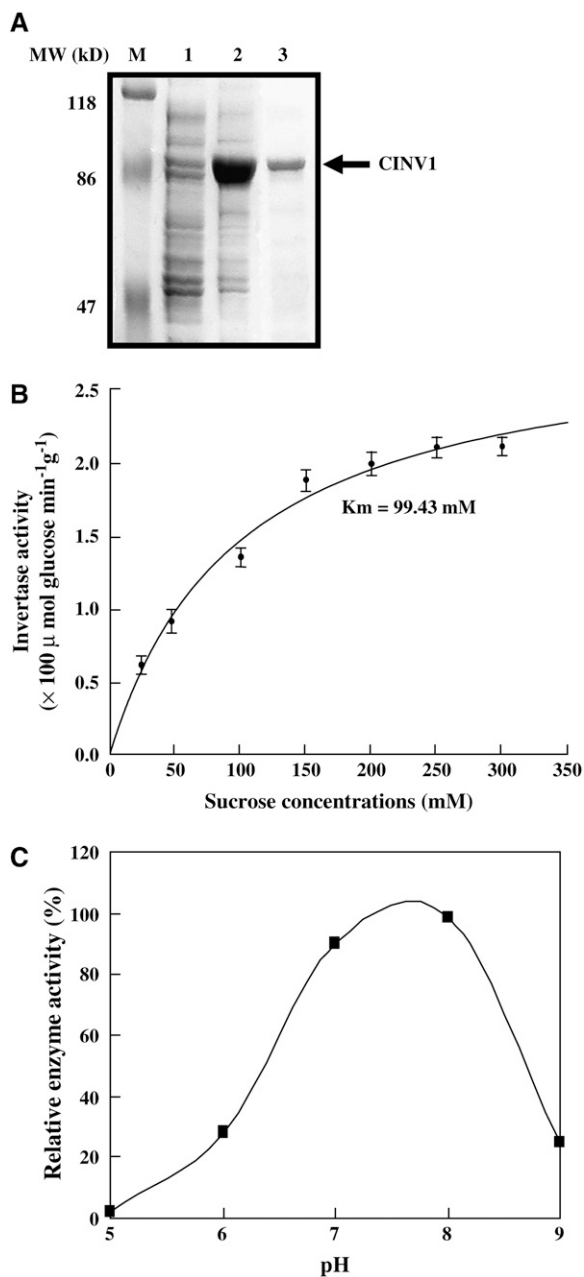 A
MW (kD) M 1 2 3
118
86
47
CINV1
B
Invertase activity
(× 100 μ mol glucose min⁻¹g⁻¹)
2.5
2.0
1.5
1.0
0.5
0.0
Km = 99.43 mM
0 50 100 150 200 250 300 350
Sucrose concentrations (mM)
C
Relative enzyme activity (%)
120
100
80
60
40
20
0
5 6 7 8 9
pH